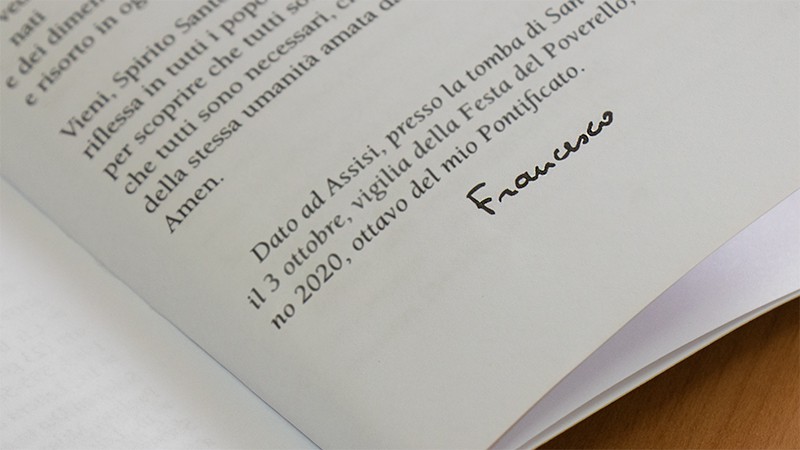 nati
e dei dimen
e risorto in og
Vieni, Spirito Sant
riflessa in tutti i popo
per scoprire che tutti so
che tutti sono necessari, c
della stessa umanità amata d
Amen.
Dato ad Assisi, presso la tomba di San
il 3 ottobre, vigilia della Festa del Poverello,
no 2020, ottavo del mio Pontificato.
Francesco